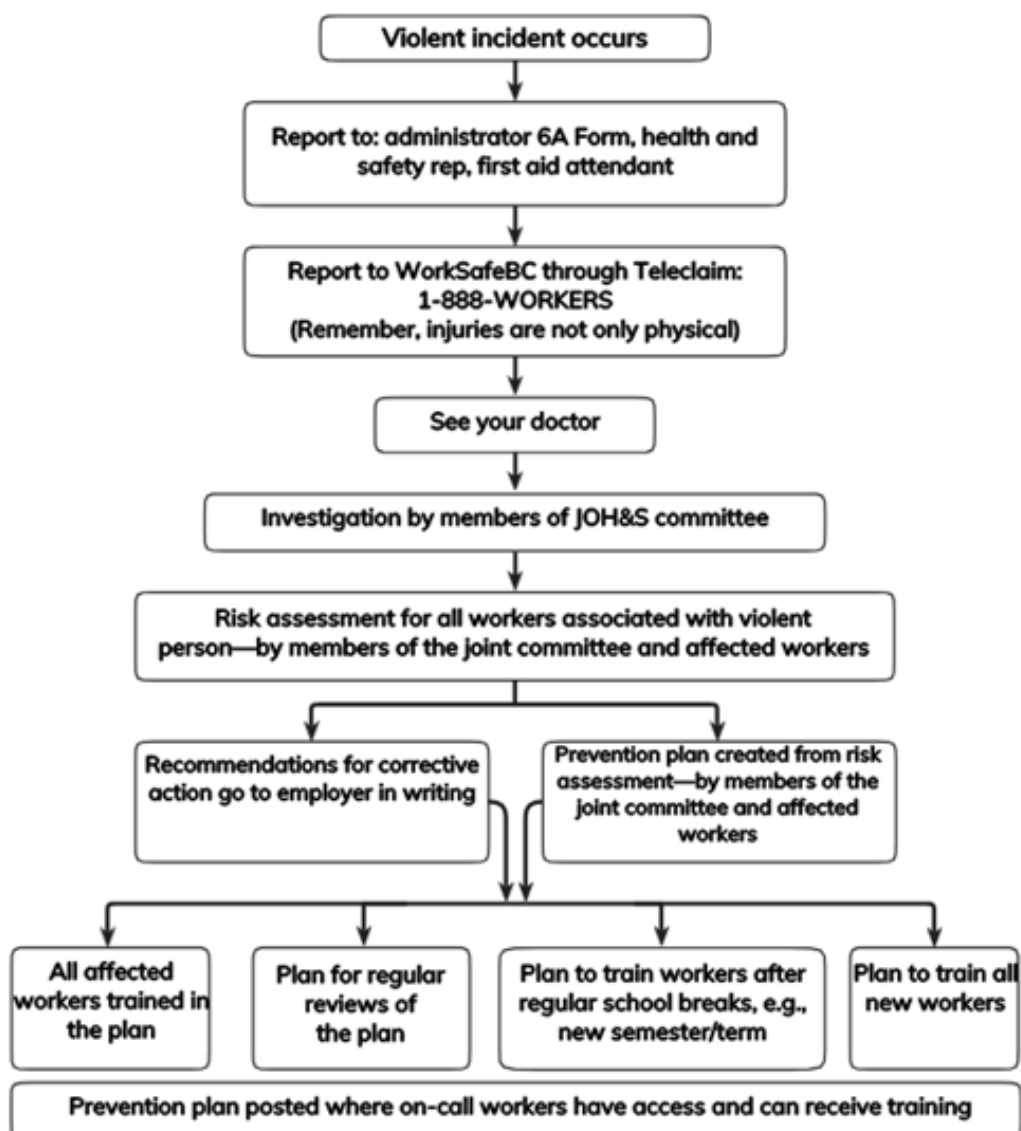 Violent incident occurs
Report to: administrator 6A Form, health and
safety rep, first aid attendant
Report to WorkSafeBC through Teleclaim:
1-888-WORKERS
(Remember, injuries are not only physical)
See your doctor
Investigation by members of JOH&S committee
Risk assessment for all workers associated with violent
person—by members of the joint committee and affected workers
Recommendations for corrective
action go to employer in writing
Prevention plan created from risk
assessment—by members of the
joint committee and affected
workers
All affected
workers trained in
the plan
Plan for regular
reviews of
the plan
Plan to train workers after
regular school breaks, e.g.,
new semester/term
Plan to train all
new workers
Prevention plan posted where on-call workers have access and can receive training